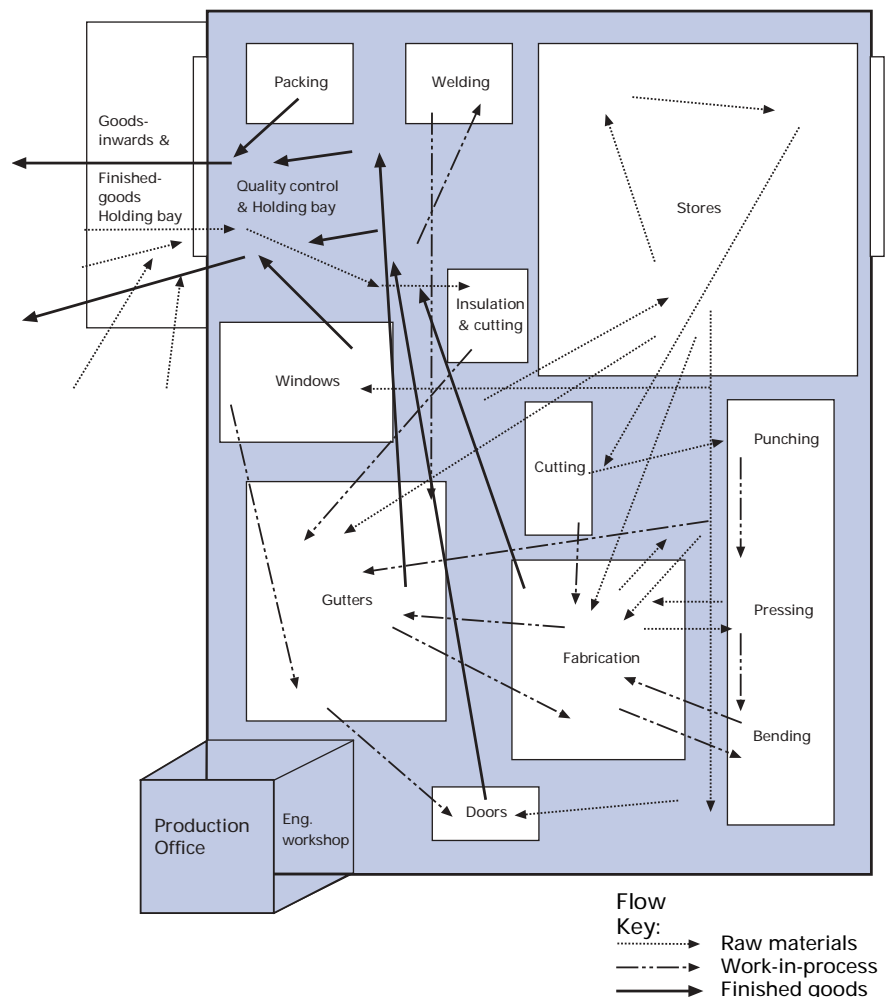 Packing
Welding
Goods-
inwards &
Finished-
goods
Holding bay
Quality control
& Holding bay
Stores
Insulation
& cutting
Windows
Cutting
Punching
Gutters
Pressing
Fabrication
Bending
Doors
Production
Office
Eng.
workshop
Flow
Key:
Raw materials
Work-in-process
Finished goods